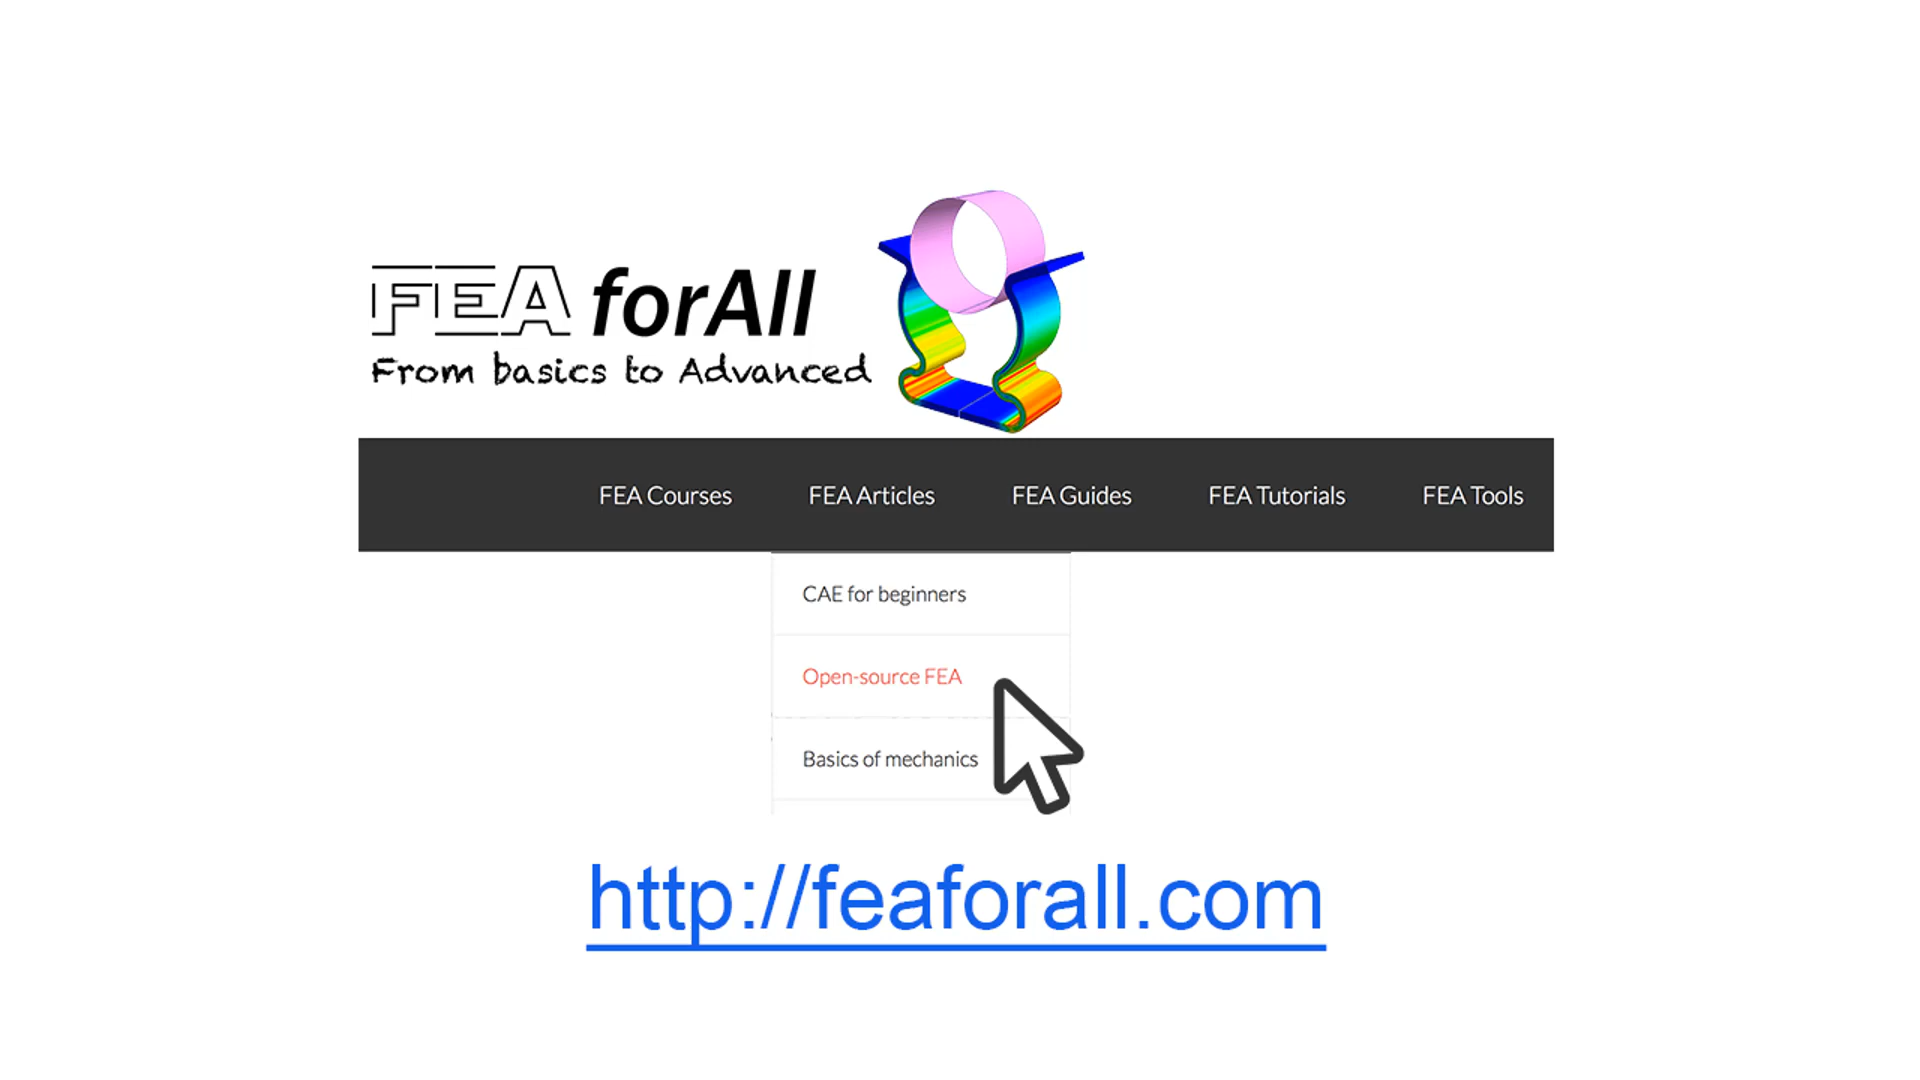 FEA forAll
From basics to Advanced
FEA Courses FEA Articles FEA Guides FEA Tutorials FEA Tools
CAE for beginners
Open-source FEA
Basics of mechanics
http://feaforall.com